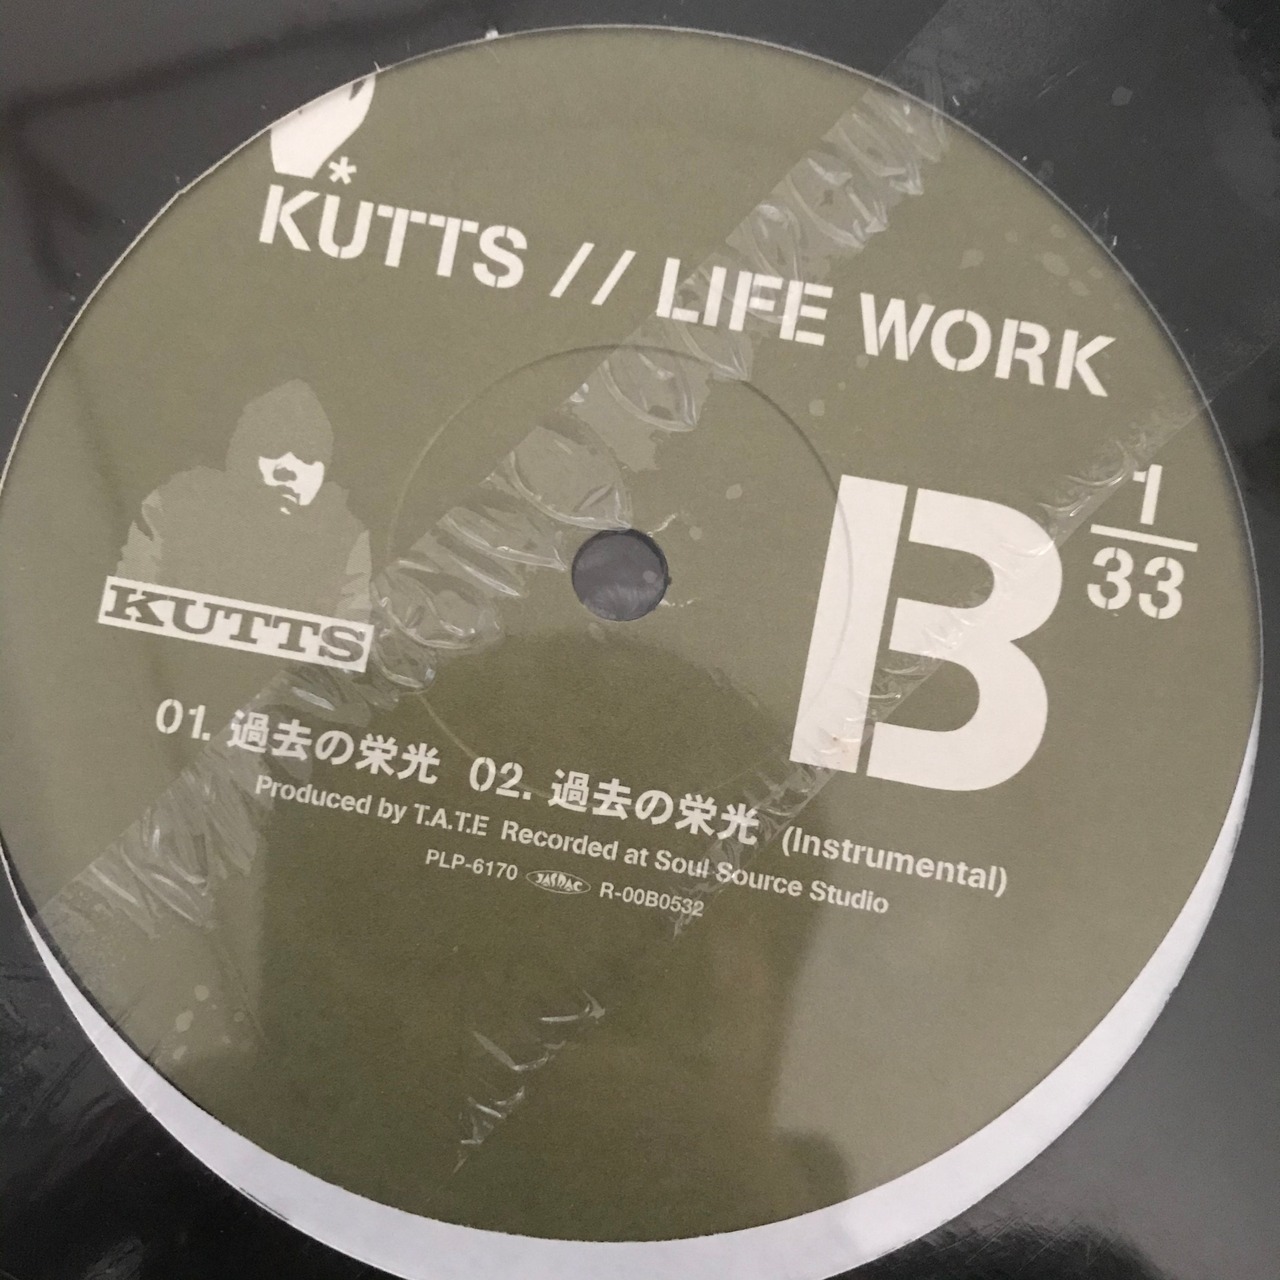 *
KUTTS // LIFE WORK
B
1
33
KUTTS
01. 過去の栄光 02. 過去の栄光 (Instrumental)
Produced by T.A.T.E Recorded at Soul Source Studio
PLP-6170 JASRAC R-00B0532